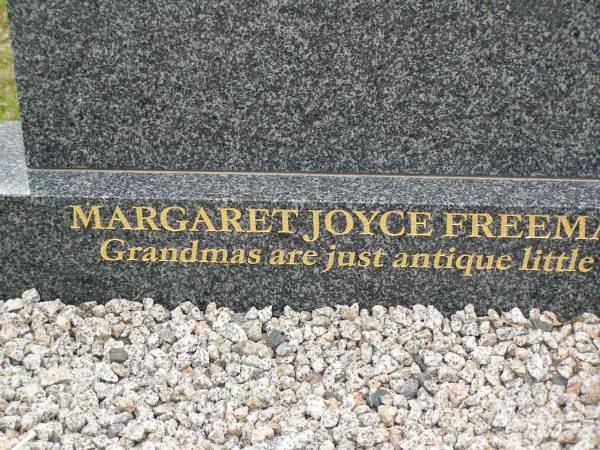 MARGARET JOYCE FREEMA
Grandmas are just antique little